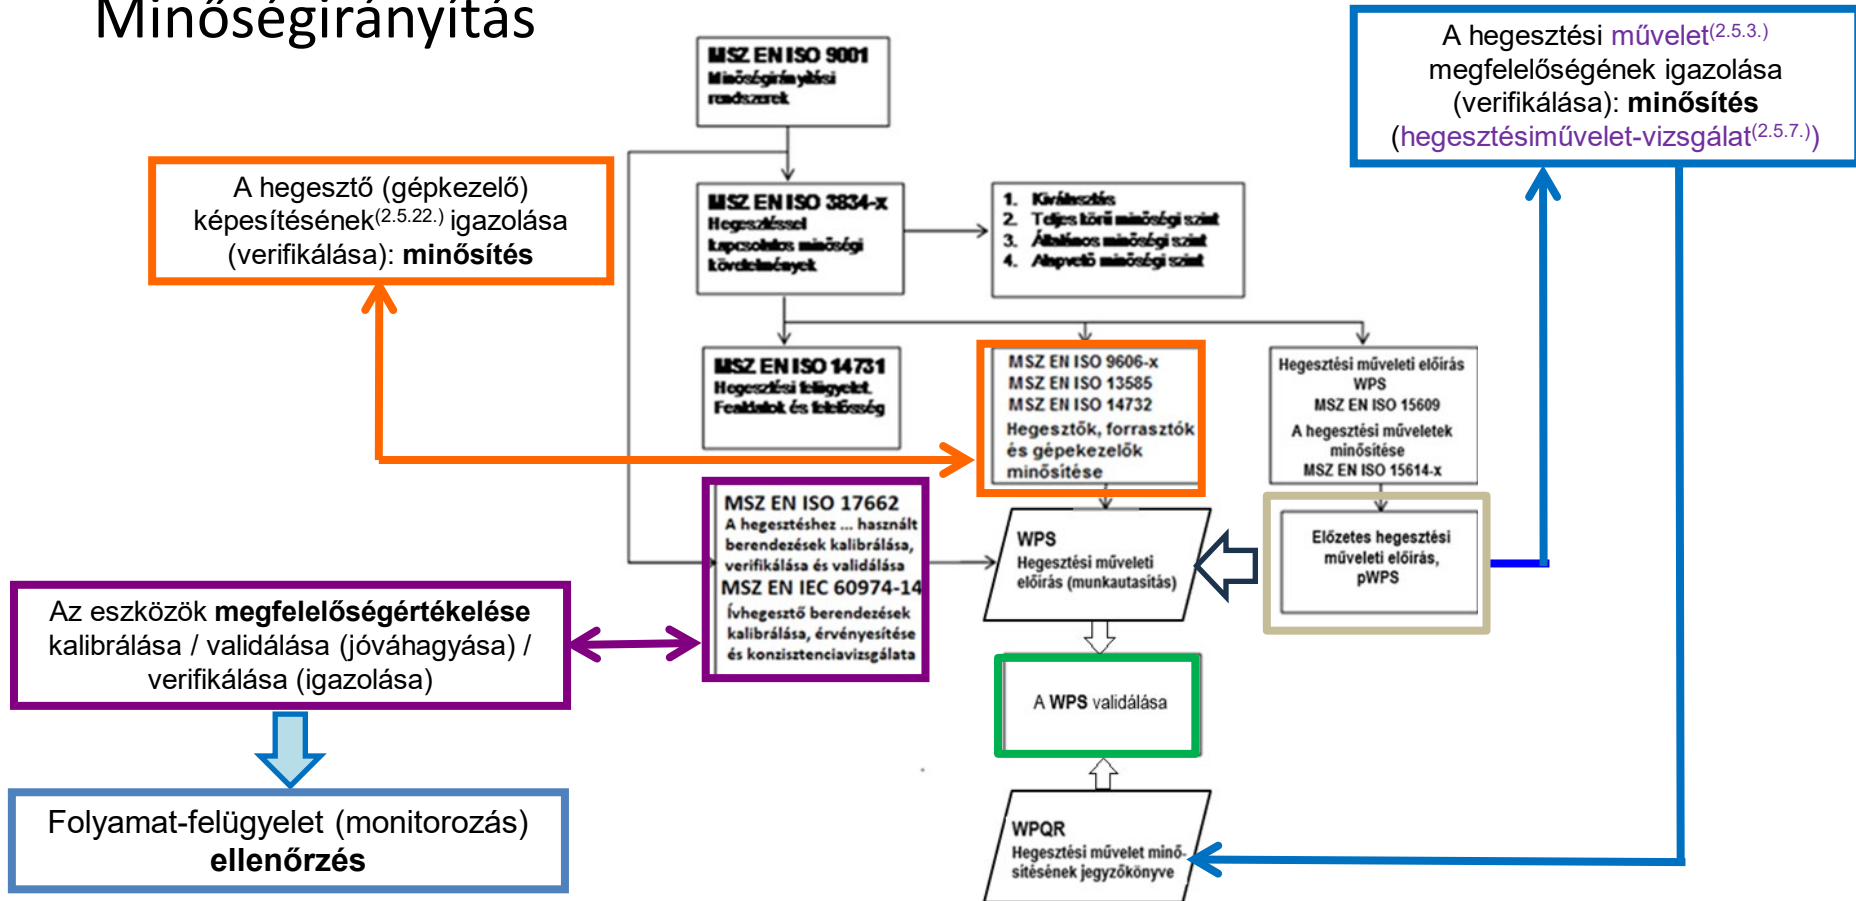 Minőségirányítás
MSZ EN ISO 9001
Minőségirányítási
rendszerek
A hegesztési művelet(2.5.3.)
megfelelőségének igazolása
(verifikálása): minősítés
(hegesztésiművelet-vizsgálat(2.5.7.))
A hegesztő (gépkezelő)
képesítésének(2.5.22.) igazolása
(verifikálása): minősítés
MSZ EN ISO 3834-x
Hegesztéssel
kapcsolatos minőségi
követelmények
1. Kiválasztás
2. Teljes körű minőségi szint
3. Általános minőségi szint
4. Alapvető minőségi szint
MSZ EN ISO 14731
Hegesztési felügyelet.
Feladatok és felelősség
MSZ EN ISO 9606-x
MSZ EN ISO 13585
MSZ EN ISO 14732
Hegesztők, forrasztók
és gépekezelők
minősítése
Hegesztési műveleti előírás
WPS
MSZ EN ISO 15609
A hegesztési műveletek
minősítése
MSZ EN ISO 15614-x
MSZ EN ISO 17662
A hegesztéshez ... használt
berendezések kalibrálása,
verifikálása és validálása
MSZ EN IEC 60974-14
Ívhegesztő berendezések
kalibrálása, érvényesítése
és konzisztenciavizsgálata
WPS
Hegesztési műveleti
előírás (munkautasítás)
Előzetes hegesztési
műveleti előírás,
pWPS
Az eszközök megfelelőségértékelése
kalibrálása / validálása (jóváhagyása) /
verifikálása (igazolása)
A WPS validálása
Folyamat-felügyelet (monitorozás)
ellenőrzés
WPQR
Hegesztési művelet minő-
sítésének jegyzőkönyve